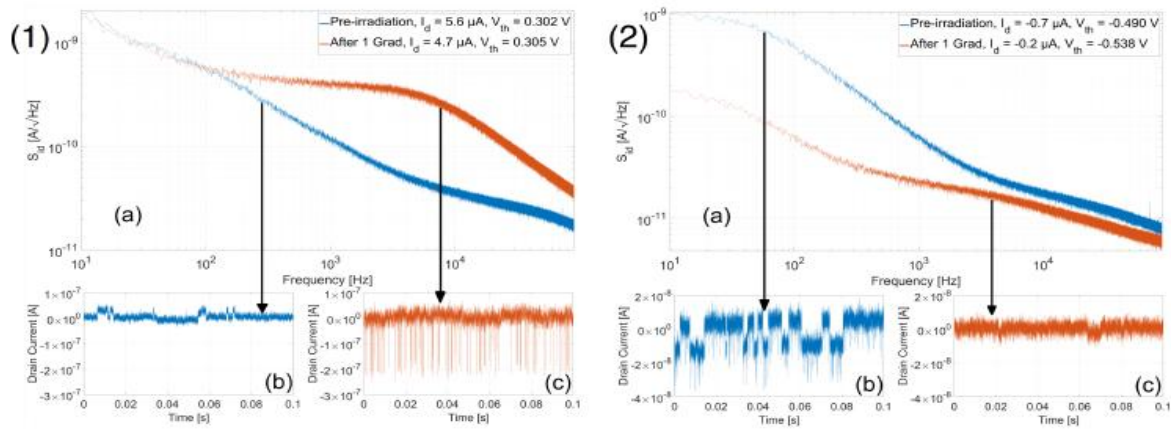 (1)
Pre-irradiation, I_d = 5.6 μA, V_th = 0.302 V
After 1 Grad, I_d = 4.7 μA, V_th = 0.305 V
10^-9
10^-10
10^-11
S_id [A/√Hz]
(a)
10^1 10^2 10^3 10^4
Frequency [Hz]
Drain Current [A]
1×10^-7
0×10^0
-1×10^-7
-2×10^-7
-3×10^-7
(b)
0 0.02 0.04 0.06 0.08 0.1
Time [s]
Drain Current [A]
1×10^-7
0×10^0
-1×10^-7
-2×10^-7
-3×10^-7
(c)
0 0.02 0.04 0.06 0.08 0.1
Time [s]
(2)
Pre-irradiation, I_d = -0.7 μA, V_th = -0.490 V
After 1 Grad, I_d = -0.2 μA, V_th = -0.538 V
10^-9
10^-10
10^-11
S_id [A/√Hz]
(a)
10^1 10^2 10^3 10^4
Frequency [Hz]
Drain Current [A]
2×10^-8
0×10^0
-2×10^-8
-4×10^-8
(b)
0 0.02 0.04 0.06 0.08 0.1
Time [s]
Drain Current [A]
2×10^-8
0×10^0
-2×10^-8
-4×10^-8
(c)
0 0.02 0.04 0.06 0.08 0.1
Time [s]